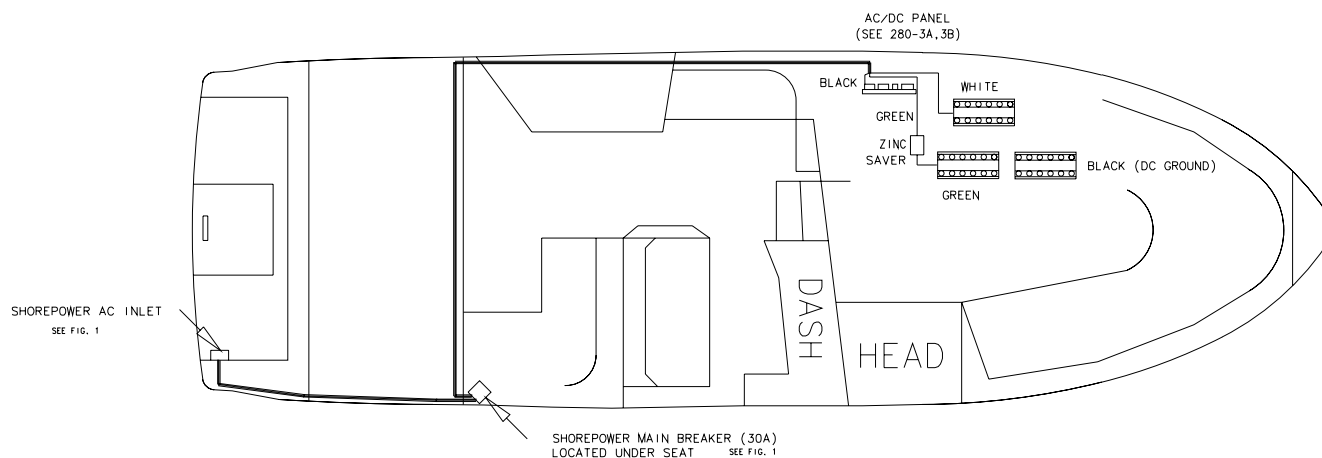 AC/DC PANEL
(SEE 280-3A,3B)
BLACK
WHITE
GREEN
ZINC
SAVER
BLACK (DC GROUND)
GREEN
SHOREPOWER AC INLET
SEE FIG. 1
DASH
HEAD
SHOREPOWER MAIN BREAKER (30A)
LOCATED UNDER SEAT SEE FIG. 1